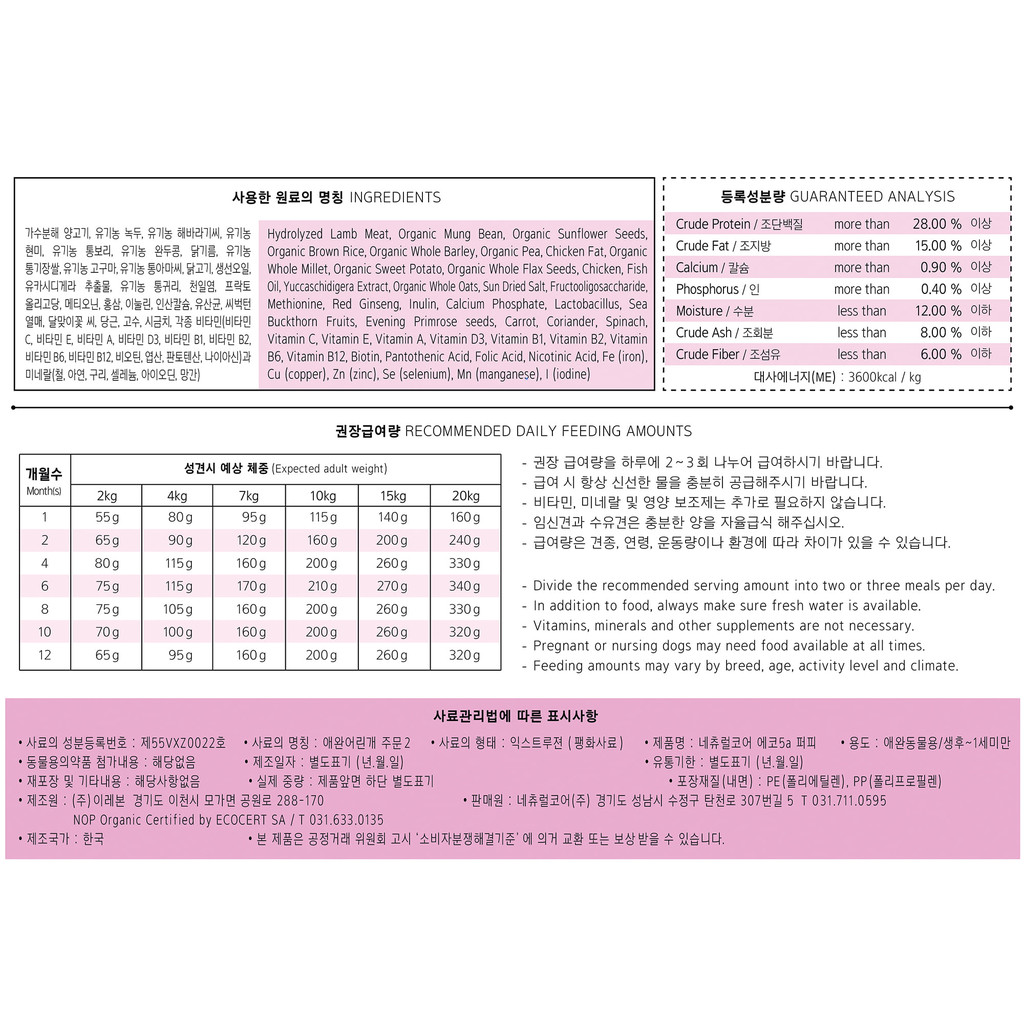 사용한 원료의 명칭 INGREDIENTS
가수분해 양고기, 유기농 녹두, 유기농 해바라기씨, 유기농
현미, 유기농 통보리, 유기농 완두콩, 닭기름, 유기농
통기장쌀, 유기농 고구마, 유기농 통아마씨, 닭고기, 생선오일,
유카시디게라 추출물, 유기농 통귀리, 천일염, 프락토
올리고당, 메티오닌, 홍삼, 이눌린, 인산칼슘, 유산균, 씨벅턴
열매, 달맞이꽃 씨, 당근, 고수, 시금치, 각종 비타민(비타민
C, 비타민 E, 비타민 A, 비타민 D3, 비타민 B1, 비타민 B2,
비타민 B6, 비타민 B12, 비오틴, 엽산, 판토텐산, 나이아신)과
미네랄(철, 아연, 구리, 셀레늄, 아이오딘, 망간)
Hydrolyzed Lamb Meat, Organic Mung Bean, Organic Sunflower Seeds,
Organic Brown Rice, Organic Whole Barley, Organic Pea, Chicken Fat, Organic
Whole Millet, Organic Sweet Potato, Organic Whole Flax Seeds, Chicken, Fish
Oil, Yuccaschidigera Extract, Organic Whole Oats, Sun Dried Salt, Fructooligosaccharide,
Methionine, Red Ginseng, Inulin, Calcium Phosphate, Lactobacillus, Sea
Buckthorn Fruits, Evening Primrose seeds, Carrot, Coriander, Spinach,
Vitamin C, Vitamin E, Vitamin A, Vitamin D3, Vitamin B1, Vitamin B2, Vitamin
B6, Vitamin B12, Biotin, Pantothenic Acid, Folic Acid, Nicotinic Acid, Fe (iron),
Cu (copper), Zn (zinc), Se (selenium), Mn (manganese), I (iodine)
등록성분량 GUARANTEED ANALYSIS
Crude Protein / 조단백질 more than 28.00 % 이상
Crude Fat / 조지방 more than 15.00 % 이상
Calcium / 칼슘 more than 0.90 % 이상
Phosphorus / 인 more than 0.40 % 이상
Moisture / 수분 less than 12.00 % 이하
Crude Ash / 조회분 less than 8.00 % 이하
Crude Fiber / 조섬유 less than 6.00 % 이하
대사에너지(ME) : 3600kcal / kg
권장급여량 RECOMMENDED DAILY FEEDING AMOUNTS
개월수 Month(s) 성견시 예상 체중 (Expected adult weight)
2kg 4kg 7kg 10kg 15kg 20kg
1 55g 80g 95g 115g 140g 160g
2 65g 90g 120g 160g 200g 240g
4 80g 115g 160g 200g 260g 330g
6 75g 115g 170g 210g 270g 340g
8 75g 105g 160g 200g 260g 330g
10 70g 100g 160g 200g 260g 320g
12 65g 95g 160g 200g 260g 320g
- 권장 급여량을 하루에 2~3회 나누어 급여하시기 바랍니다.
- 급여 시 항상 신선한 물을 충분히 공급해주시기 바랍니다.
- 비타민, 미네랄 및 영양 보조제는 추가로 필요하지 않습니다.
- 임신견과 수유견은 충분한 양을 자율급식 해주십시오.
- 급여량은 견종, 연령, 운동량이나 환경에 따라 차이가 있을 수 있습니다.
- Divide the recommended serving amount into two or three meals per day.
- In addition to food, always make sure fresh water is available.
- Vitamins, minerals and other supplements are not necessary.
- Pregnant or nursing dogs may need food available at all times.
- Feeding amounts may vary by breed, age, activity level and climate.
사료관리법에 따른 표시사항
• 사료의 성분등록번호 : 제55VXZ0022호 • 사료의 명칭 : 애완어린개 주문2 • 사료의 형태 : 익스트루젼 (팽화사료) • 제품명 : 네츄럴코어 에코5a 퍼피 • 용도 : 애완동물용/생후~1세미만
• 동물용의약품 첨가내용 : 해당없음 • 제조일자 : 별도표기 (년.월.일) • 유통기한 : 별도표기 (년.월.일)
• 재포장 및 기타내용 : 해당사항없음 • 실제 중량 : 제품앞면 하단 별도표기 • 포장재질(내면) : PE(폴리에틸렌), PP(폴리프로필렌)
• 제조원 : (주)이레본 경기도 이천시 모가면 공원로 288-170 • 판매원 : 네츄럴코어(주) 경기도 성남시 수정구 탄천로 307번길 5 T 031.711.0595
NOP Organic Certified by ECOCERT SA / T 031.633.0135
• 제조국가 : 한국 • 본 제품은 공정거래 위원회 고시 '소비자분쟁해결기준' 에 의거 교환 또는 보상받을 수 있습니다.